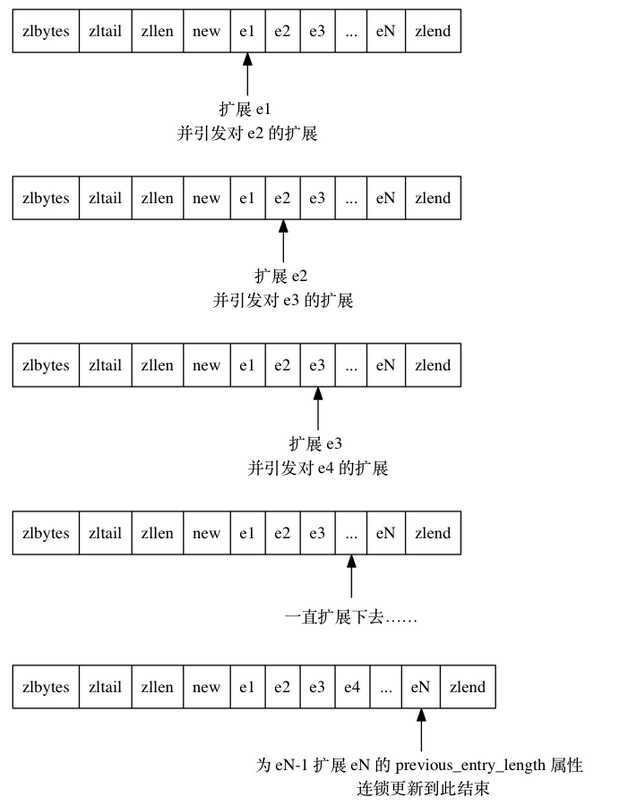 zlbytes zltail zllen new e1 e2 e3 ... eN zlend
扩展 e1
并引发对 e2 的扩展
zlbytes zltail zllen new e1 e2 e3 ... eN zlend
扩展 e2
并引发对 e3 的扩展
zlbytes zltail zllen new e1 e2 e3 ... eN zlend
扩展 e3
并引发对 e4 的扩展
zlbytes zltail zllen new e1 e2 e3 ... eN zlend
一直扩展下去……
zlbytes zltail zllen new e1 e2 e3 e4 ... eN zlend
为 eN-1 扩展 eN 的 previous_entry_length 属性
连锁更新到此结束